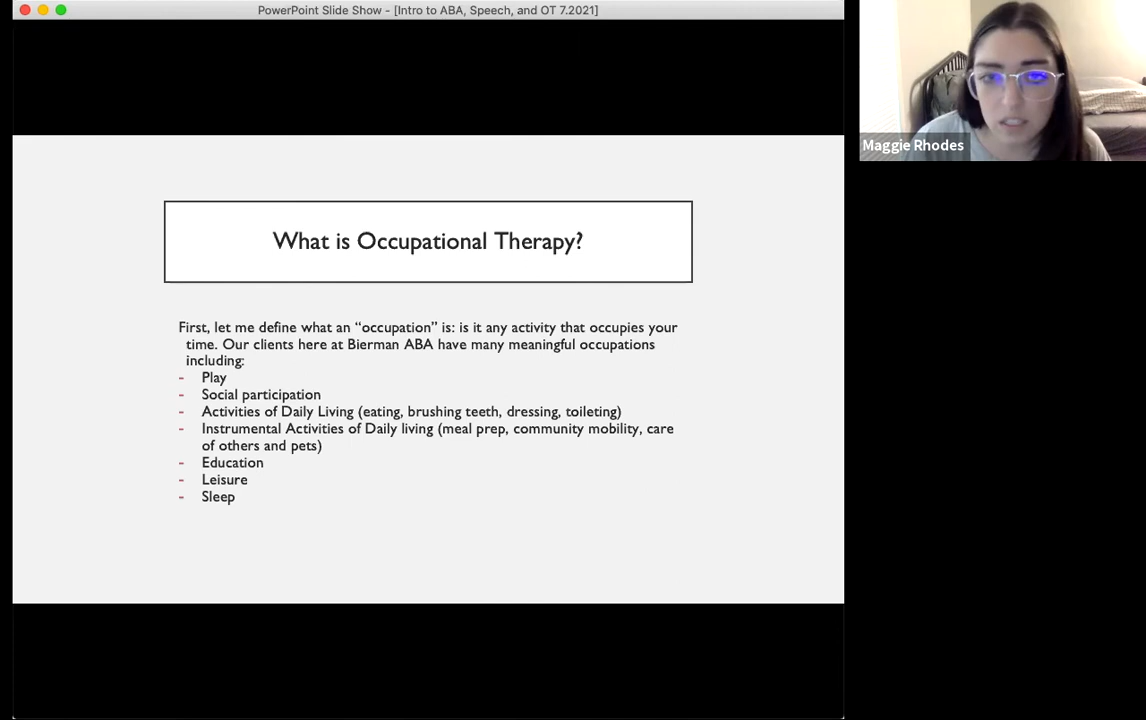 PowerPoint Slide Show - [Intro to ABA, Speech, and OT 7.2021]
Maggie Rhodes
What is Occupational Therapy?
First, let me define what an “occupation” is: is it any activity that occupies your
time. Our clients here at Bierman ABA have many meaningful occupations
including:
- Play
- Social participation
- Activities of Daily Living (eating, brushing teeth, dressing, toileting)
- Instrumental Activities of Daily living (meal prep, community mobility, care
of others and pets)
- Education
- Leisure
- Sleep